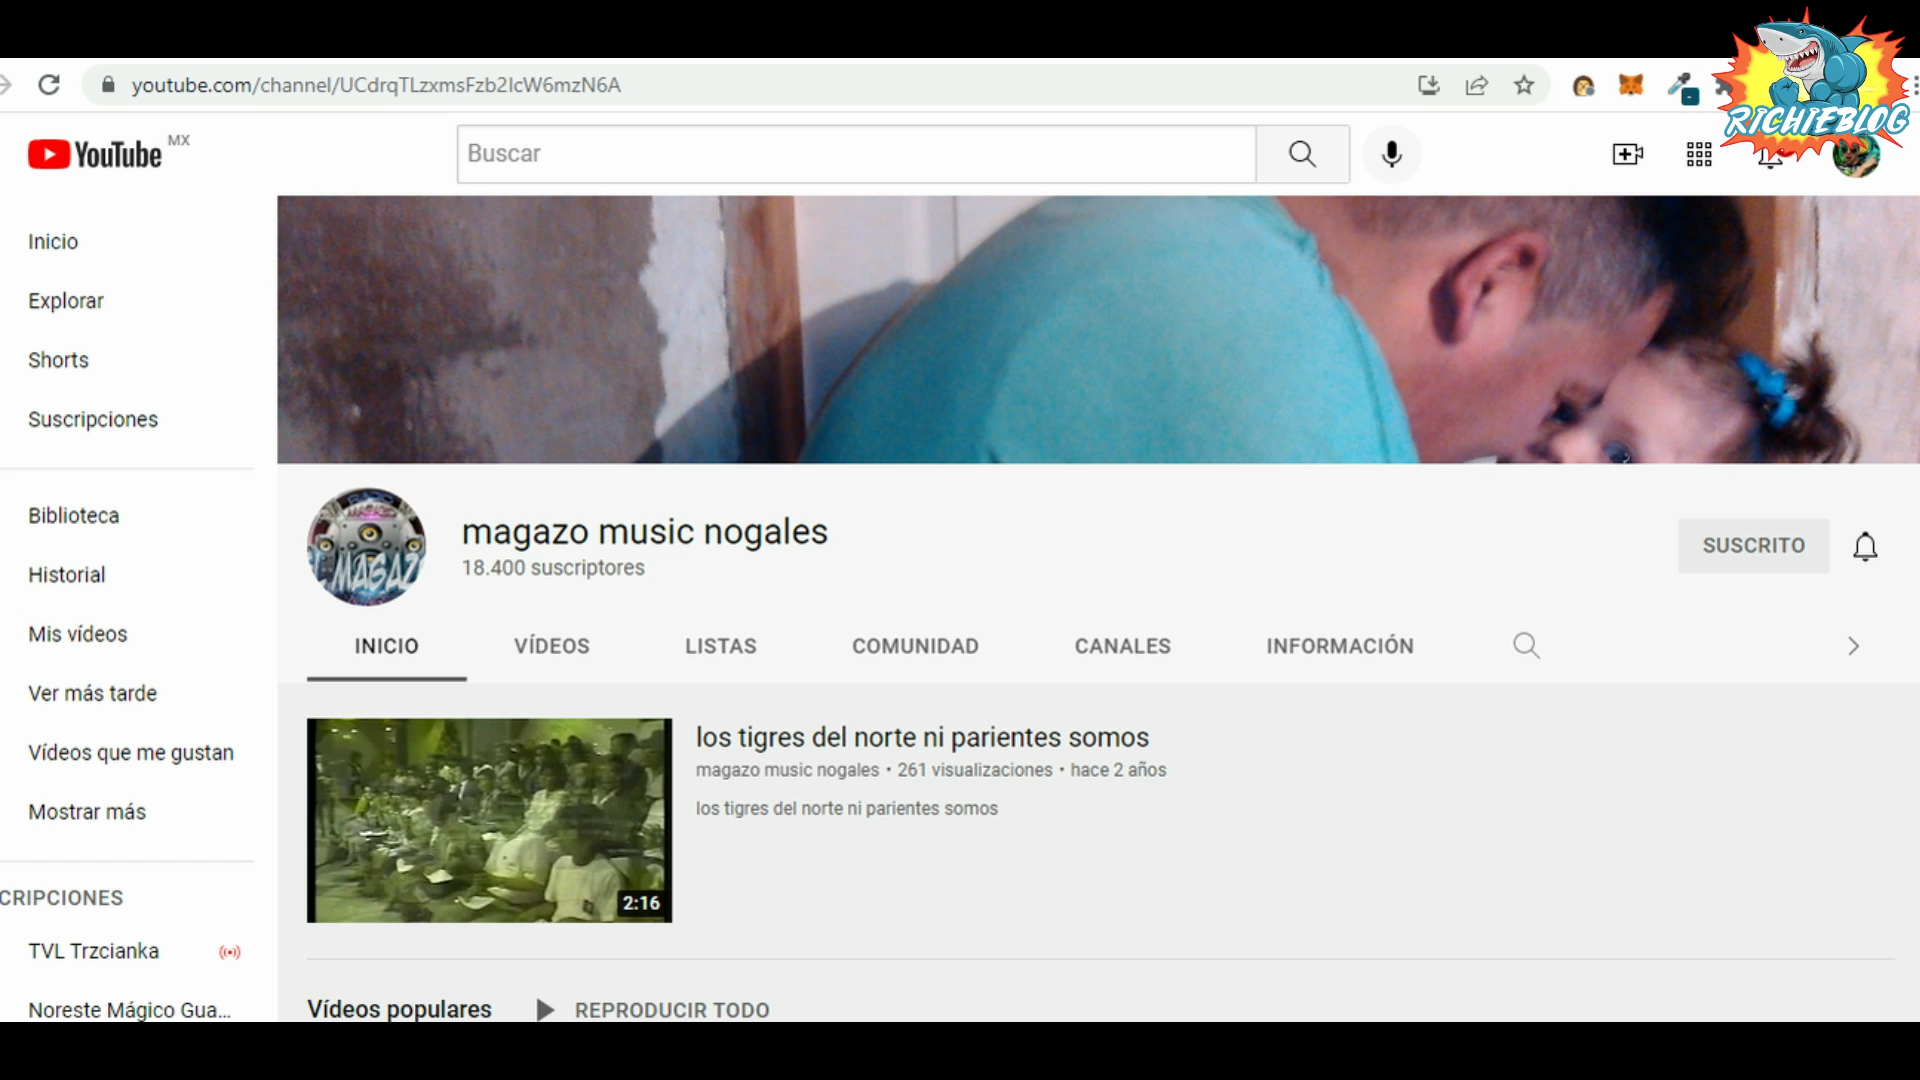 RICHIEBLOG
youtube.com/channel/UCdrqTLzxmsFzb2IcW6mzN6A
YouTube MX
Buscar
Inicio
Explorar
Shorts
Suscripciones
Biblioteca
Historial
Mis vídeos
Ver más tarde
Vídeos que me gustan
Mostrar más
CRIPCIONES
TVL Trzcianka
Noreste Mágico Gua...
MAGAZ
magazo music nogales
18.400 suscriptores
SUSCRITO
INICIO VÍDEOS LISTAS COMUNIDAD CANALES INFORMACIÓN
2:16
los tigres del norte ni parientes somos
magazo music nogales • 261 visualizaciones • hace 2 años
los tigres del norte ni parientes somos
Vídeos populares REPRODUCIR TODO